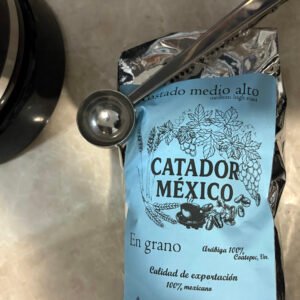 tostado medio alto
medium high roast
CATADOR
MÉXICO
En grano
Arábiga 100%
Coatepec, Ver.
Calidad de exportación
100% mexicano